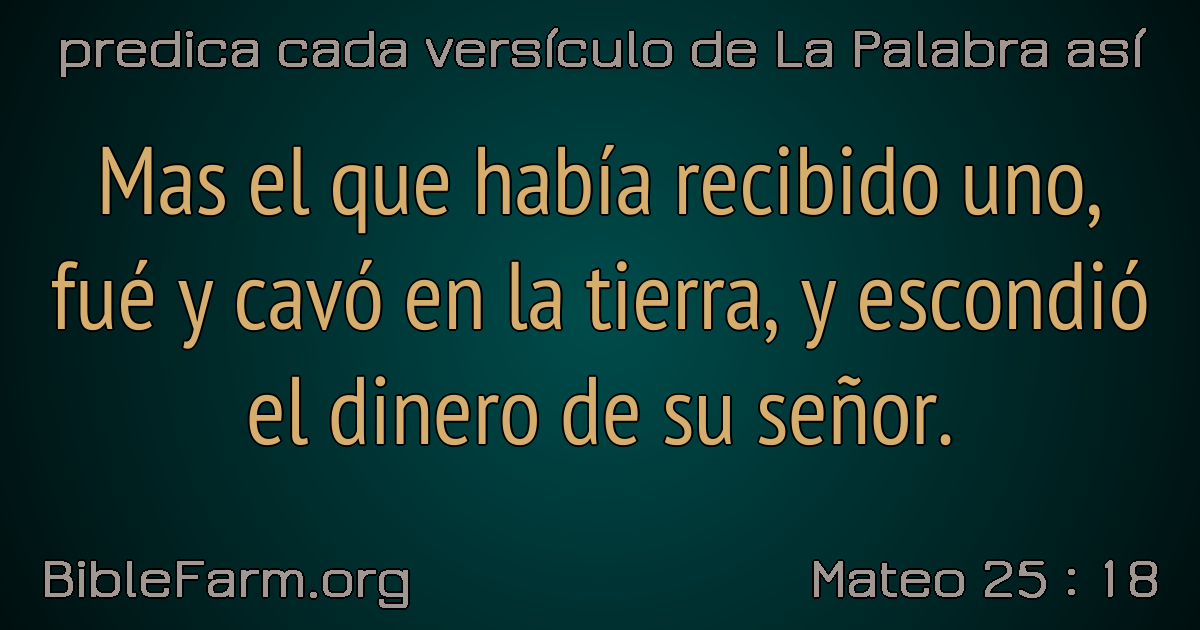 predica cada versículo de La Palabra así
Mas el que había recibido uno,
fué y cavó en la tierra, y escondió
el dinero de su señor.
BibleFarm.org
Mateo 25 : 18